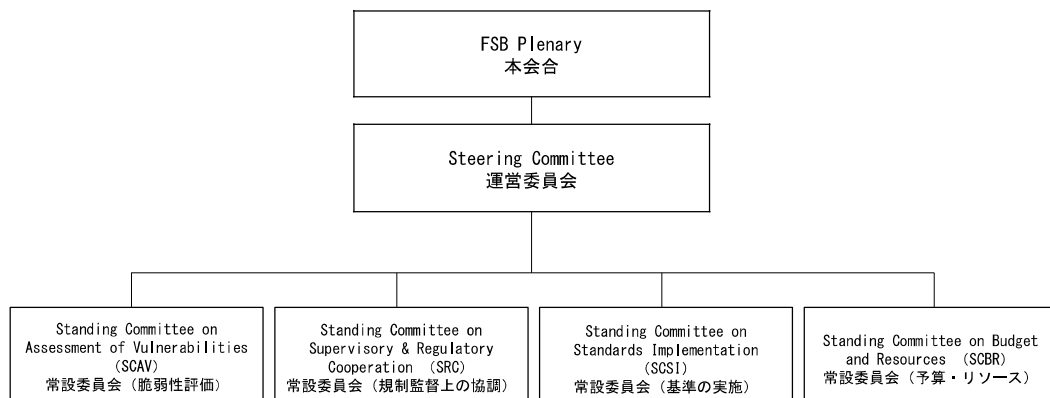 FSB Plenary
本会合
Steering Committee
運営委員会
Standing Committee on
Assessment of Vulnerabilities
(SCAV)
常設委員会（脆弱性評価）
Standing Committee on
Supervisory & Regulatory
Cooperation （SRC）
常設委員会（規制監督上の協調）
Standing Committee on
Standards Implementation
(SCSI)
常設委員会（基準の実施）
Standing Committee on Budget
and Resources (SCBR)
常設委員会（予算・リソース）